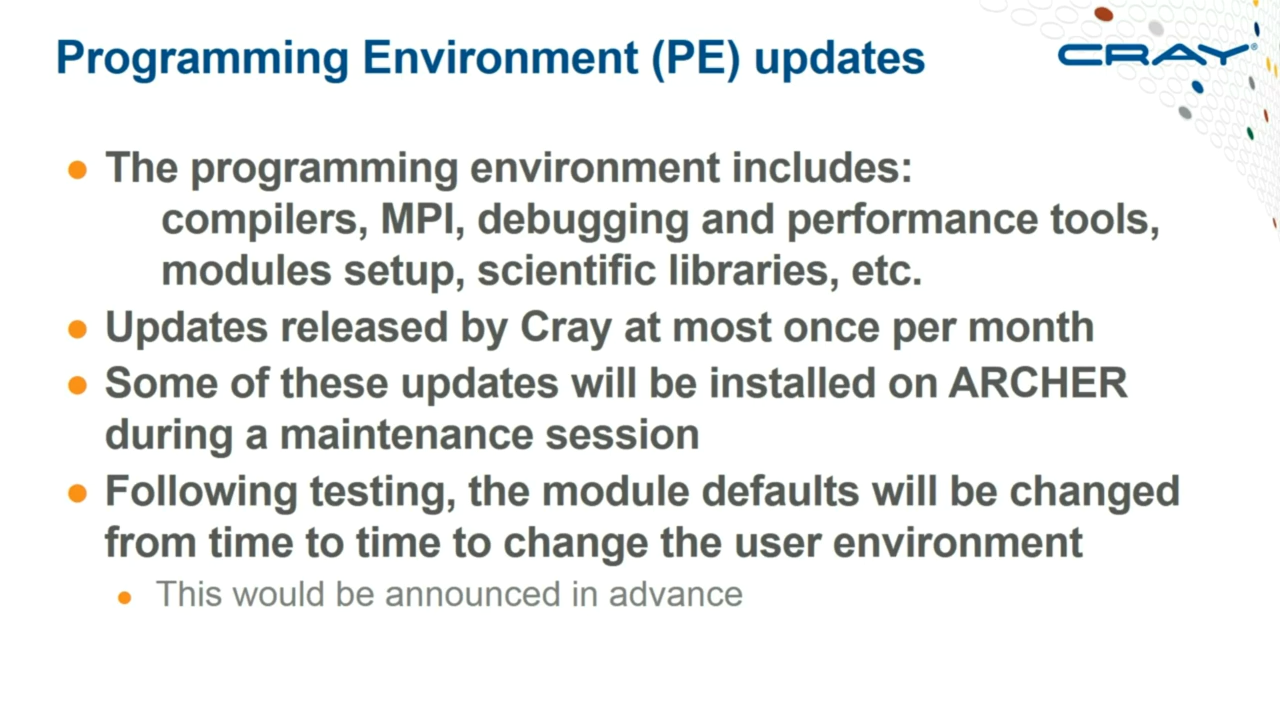 Programming Environment (PE) updates
CRAY®
● The programming environment includes:
compilers, MPI, debugging and performance tools,
modules setup, scientific libraries, etc.
● Updates released by Cray at most once per month
● Some of these updates will be installed on ARCHER
during a maintenance session
● Following testing, the module defaults will be changed
from time to time to change the user environment
● This would be announced in advance